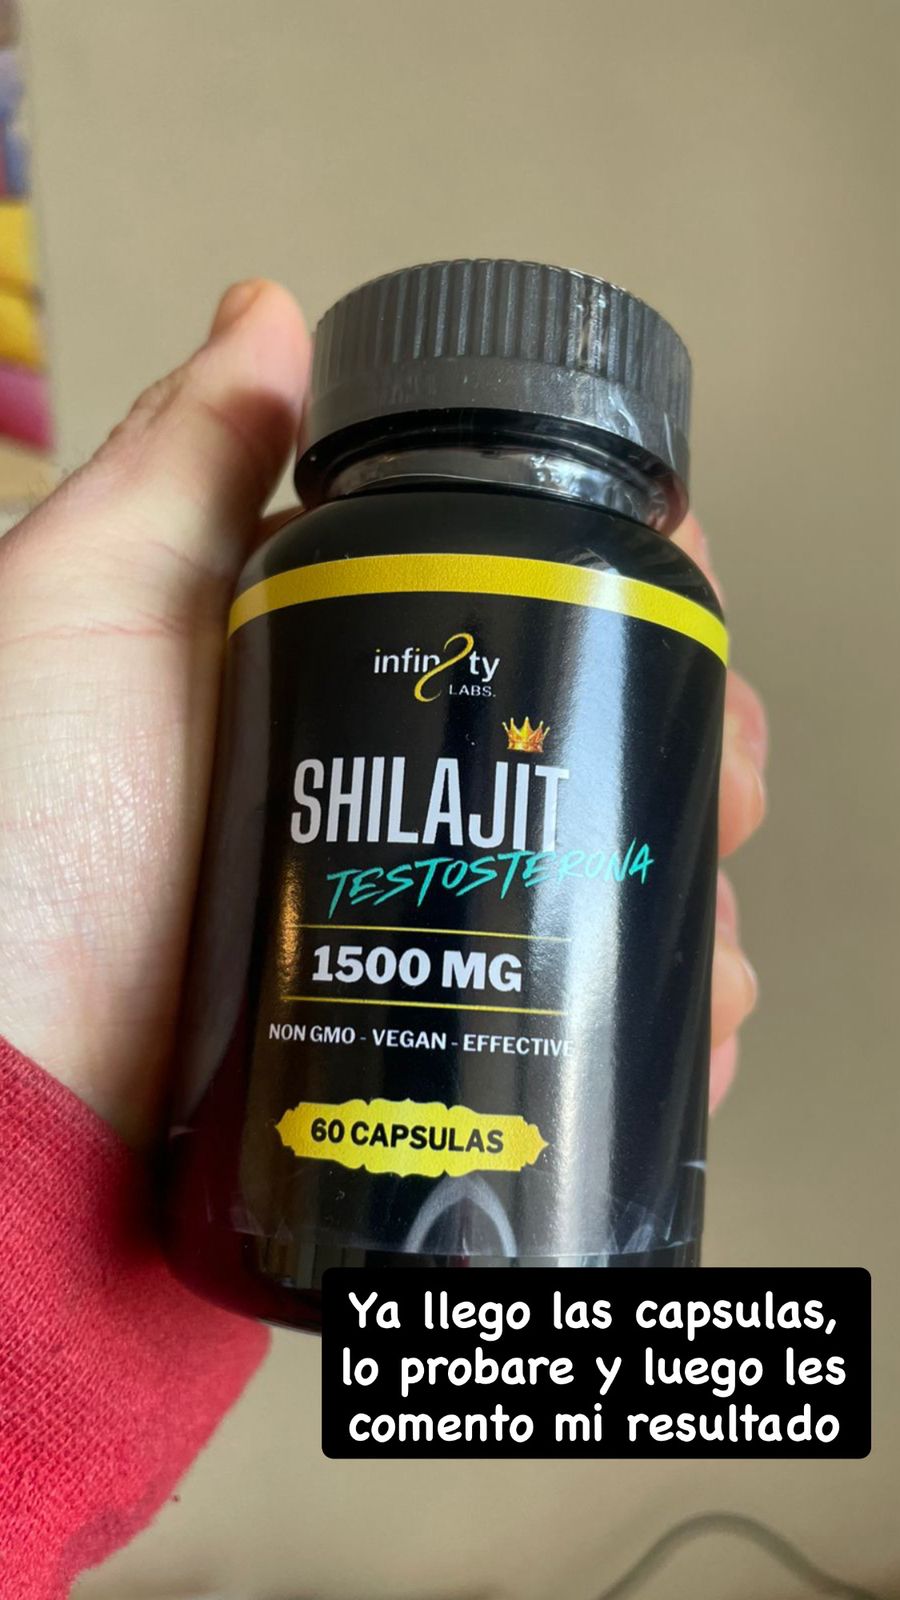 infinity
LABS.
SHILAJIT
TESTOSTERONA
1500 MG
NON GMO - VEGAN - EFFECTIVE
60 CAPSULAS
Ya llego las capsulas,
lo probare y luego les
comento mi resultado